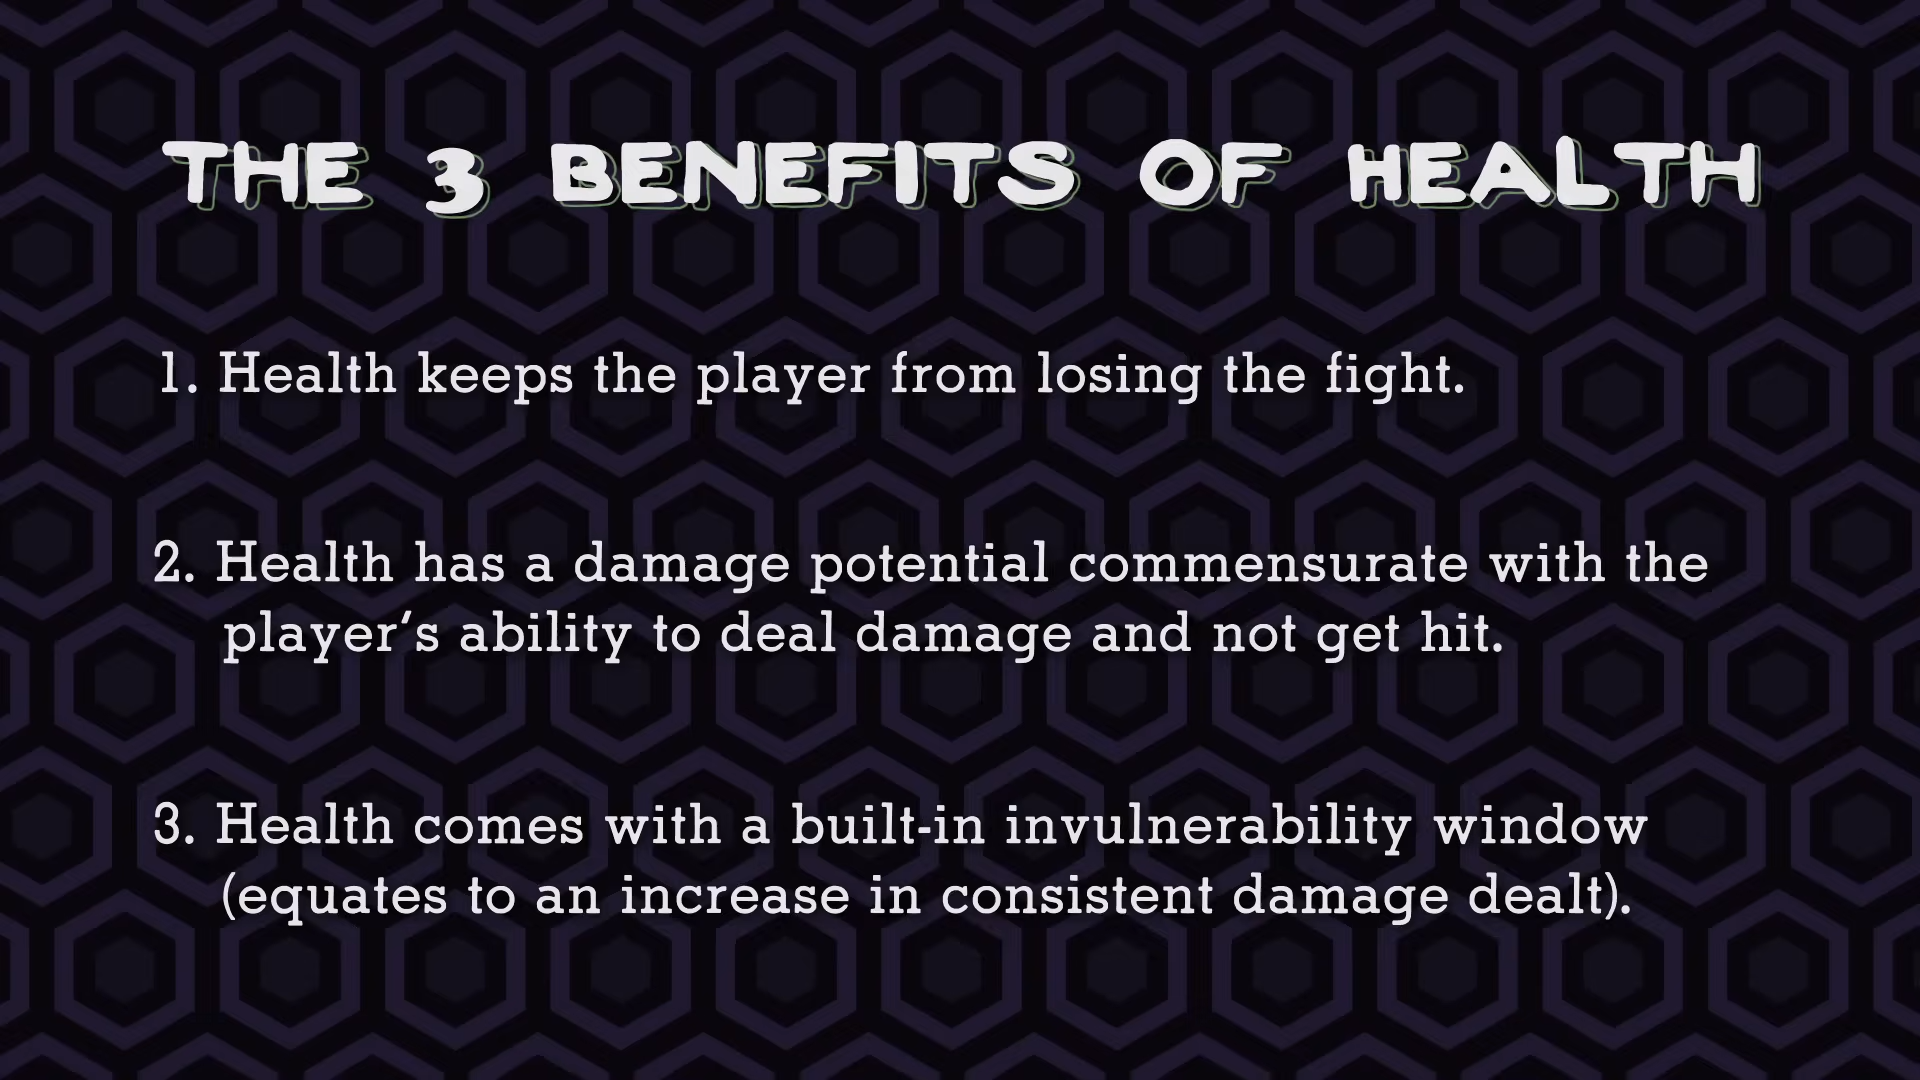 THE 3 BENEFITS OF HEALTH
1. Health keeps the player from losing the fight.
2. Health has a damage potential commensurate with the
player’s ability to deal damage and not get hit.
3. Health comes with a built-in invulnerability window
(equates to an increase in consistent damage dealt).